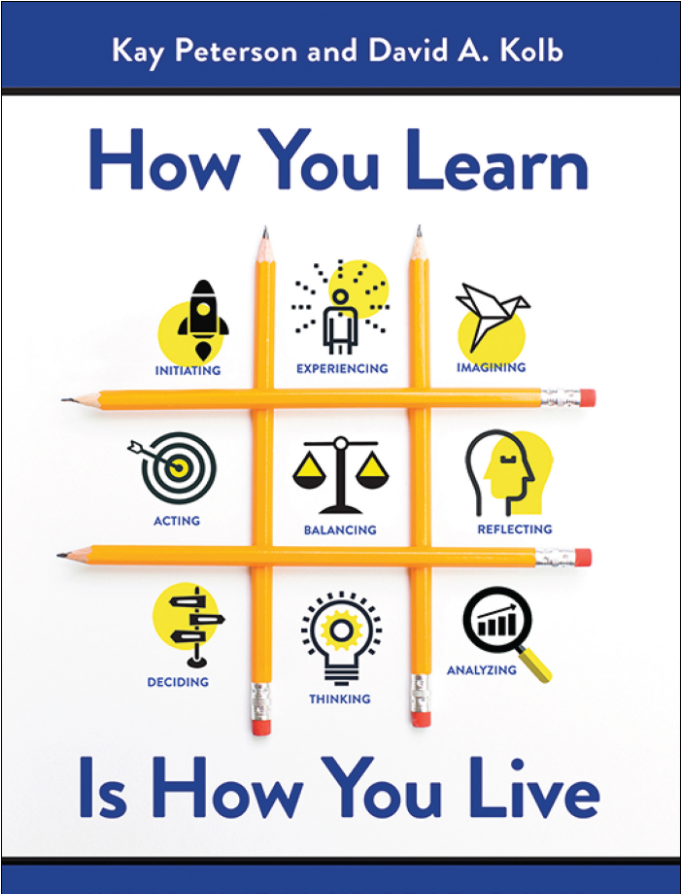 Kay Peterson and David A. Kolb
How You Learn
INITIATING
EXPERIENCING
IMAGINING
ACTING
BALANCING
REFLECTING
DECIDING
THINKING
ANALYZING
Is How You Live